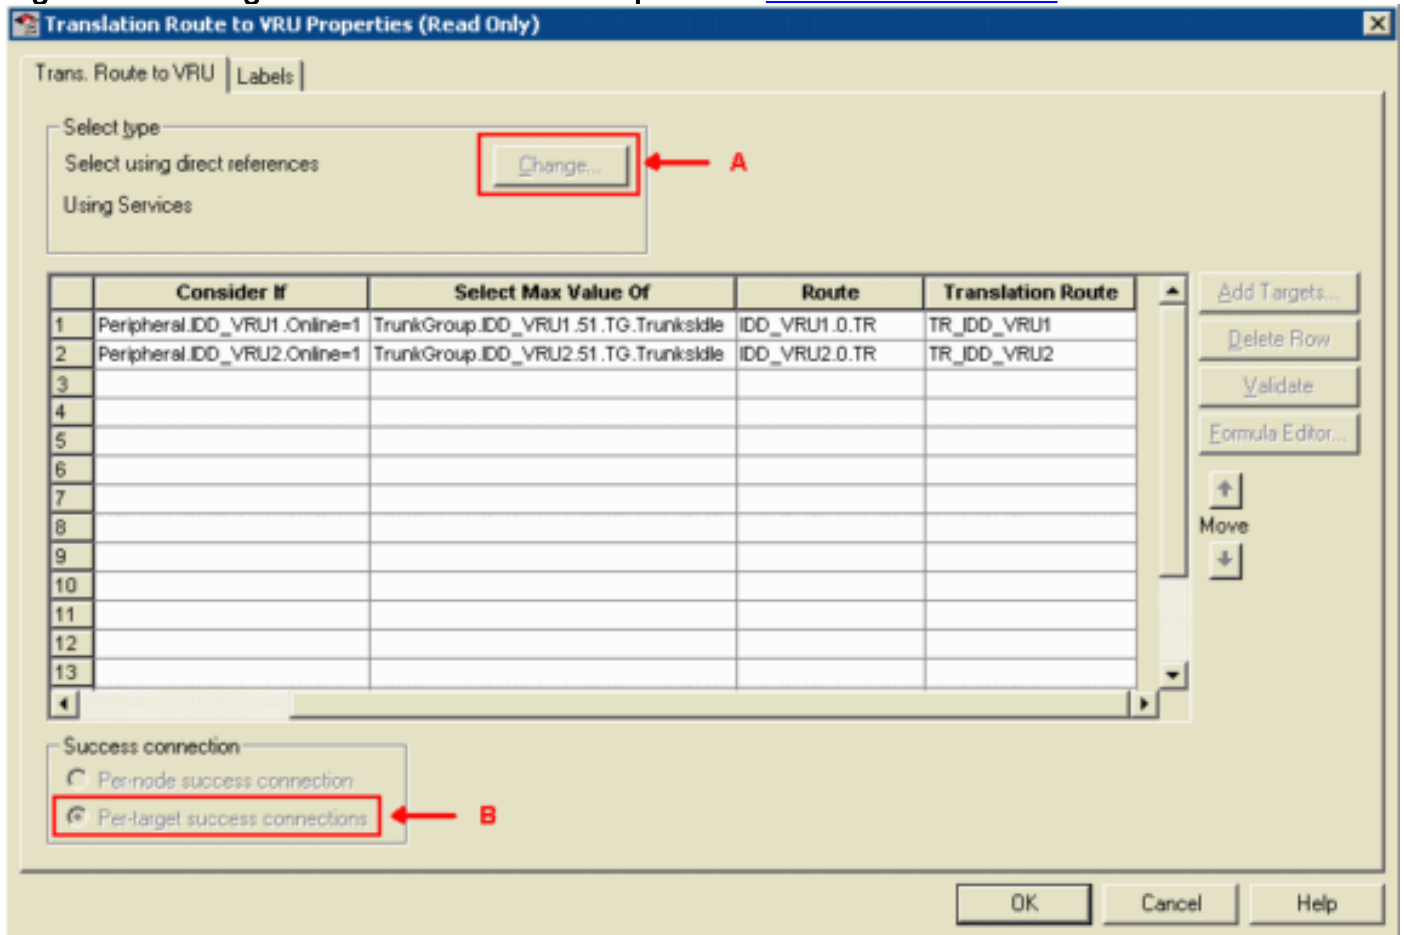 Translation Route to VRU Properties (Read Only)
Trans. Route to VRU Labels
Select type
Select using direct references Change... A
Using Services
Consider If Select Max Value Of Route Translation Route Add Targets...
1 Peripheral.IDD_VRU1.Online=1 TrunkGroup.IDD_VRU1.51.TG.TrunksIdle IDD_VRU1.0.TR TR_IDD_VRU1
2 Peripheral.IDD_VRU2.Online=1 TrunkGroup.IDD_VRU2.51.TG.TrunksIdle IDD_VRU2.0.TR TR_IDD_VRU2 Delete Row
3
4 Validate
5 Formula Editor...
6
7
8 Move
9
10
11
12
13
Success connection
Per-node success connection
Per-target success connections B
OK Cancel Help